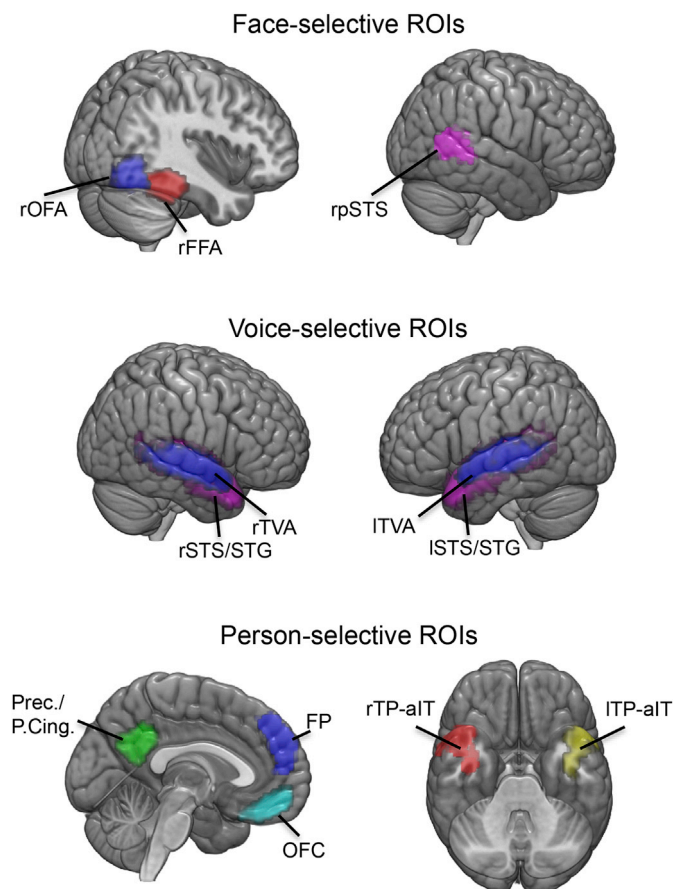 Face-selective ROIs
rOFA
rFFA
rpSTS
Voice-selective ROIs
rTVA
rSTS/STG
lTVA
lSTS/STG
Person-selective ROIs
Prec./
P.Cing.
FP
OFC
rTP-aIT
lTP-aIT